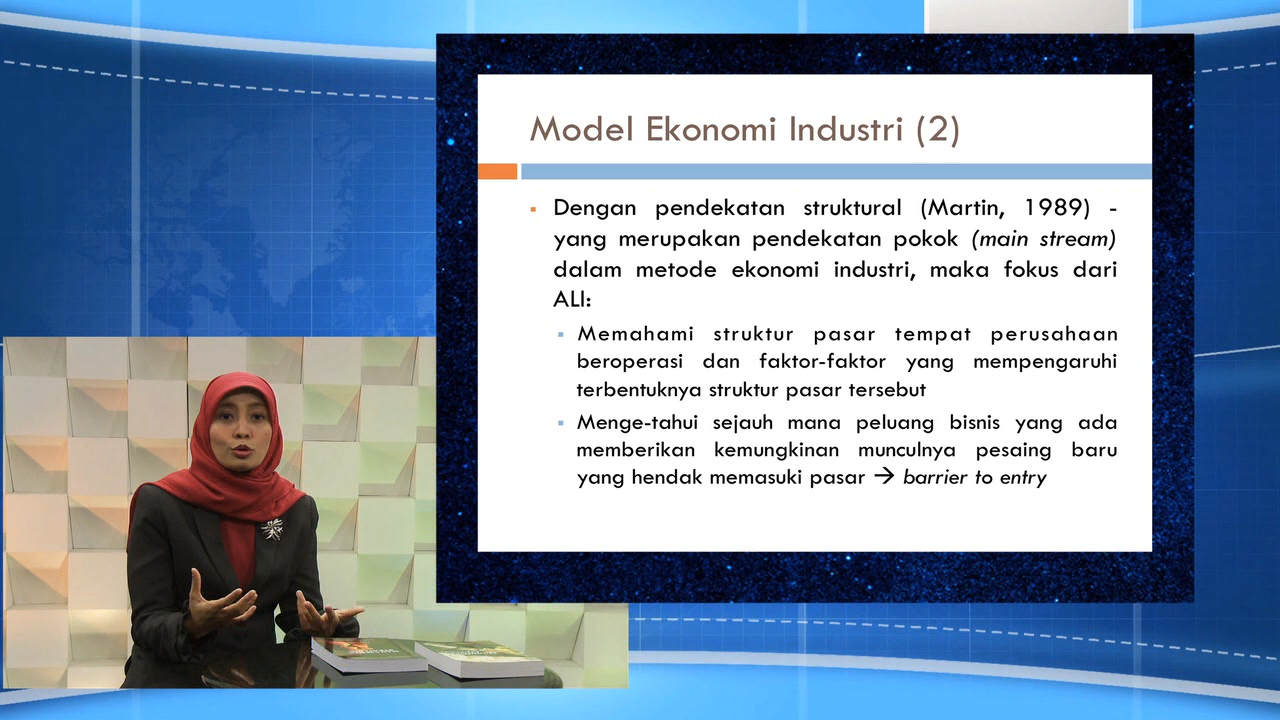 Model Ekonomi Industri (2)
Dengan pendekatan struktural (Martin, 1989) -
yang merupakan pendekatan pokok (main stream)
dalam metode ekonomi industri, maka fokus dari
ALI:
Memahami struktur pasar tempat perusahaan
beroperasi dan faktor-faktor yang mempengaruhi
terbentuknya struktur pasar tersebut
Menge-tahui sejauh mana peluang bisnis yang ada
memberikan kemungkinan munculnya pesaing baru
yang hendak memasuki pasar → barrier to entry